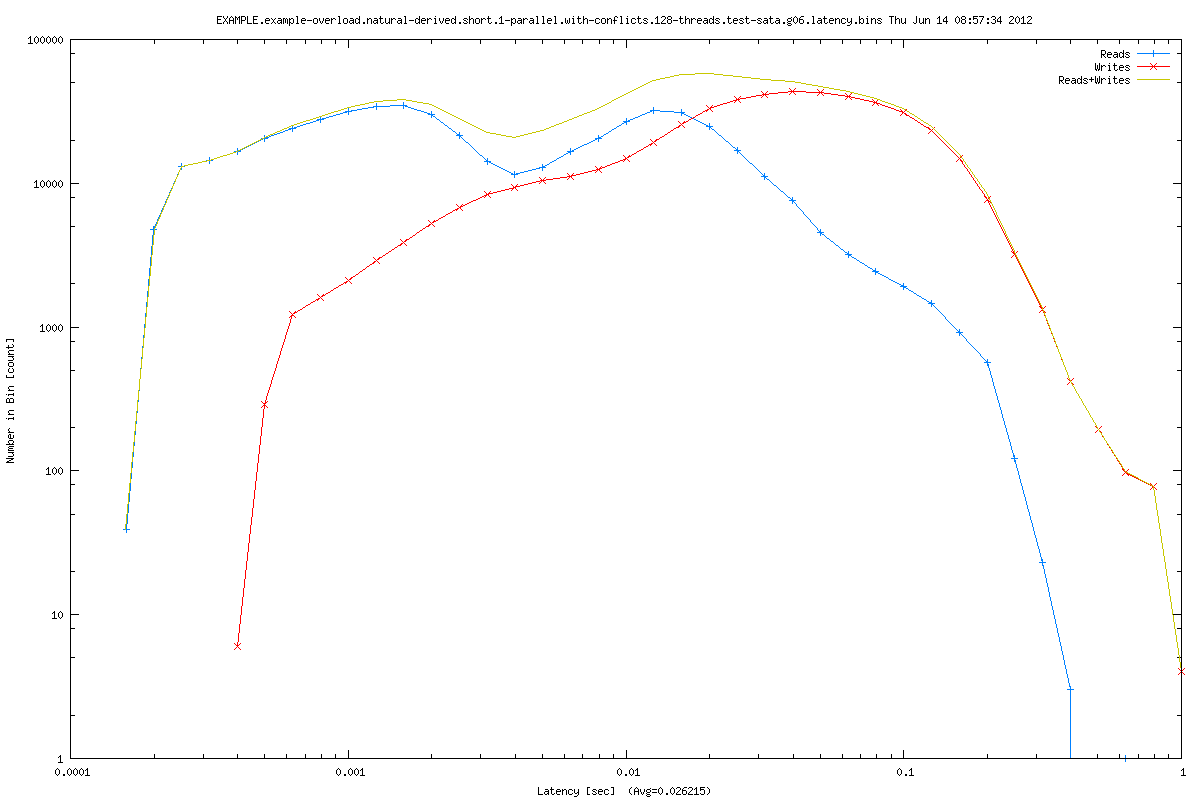 EXAMPLE.example-overload.natural-derived.short.1-parallel.with-conflicts.128-threads.test-sata.g06.latency.bins Thu Jun 14 08:57:34 2012
Reads
Writes
Reads+Writes
100000
10000
1000
100
10
1
Number in Bin [count]
0.0001
0.001
0.01
0.1
1
Latency [sec] (Avg=0.026215)